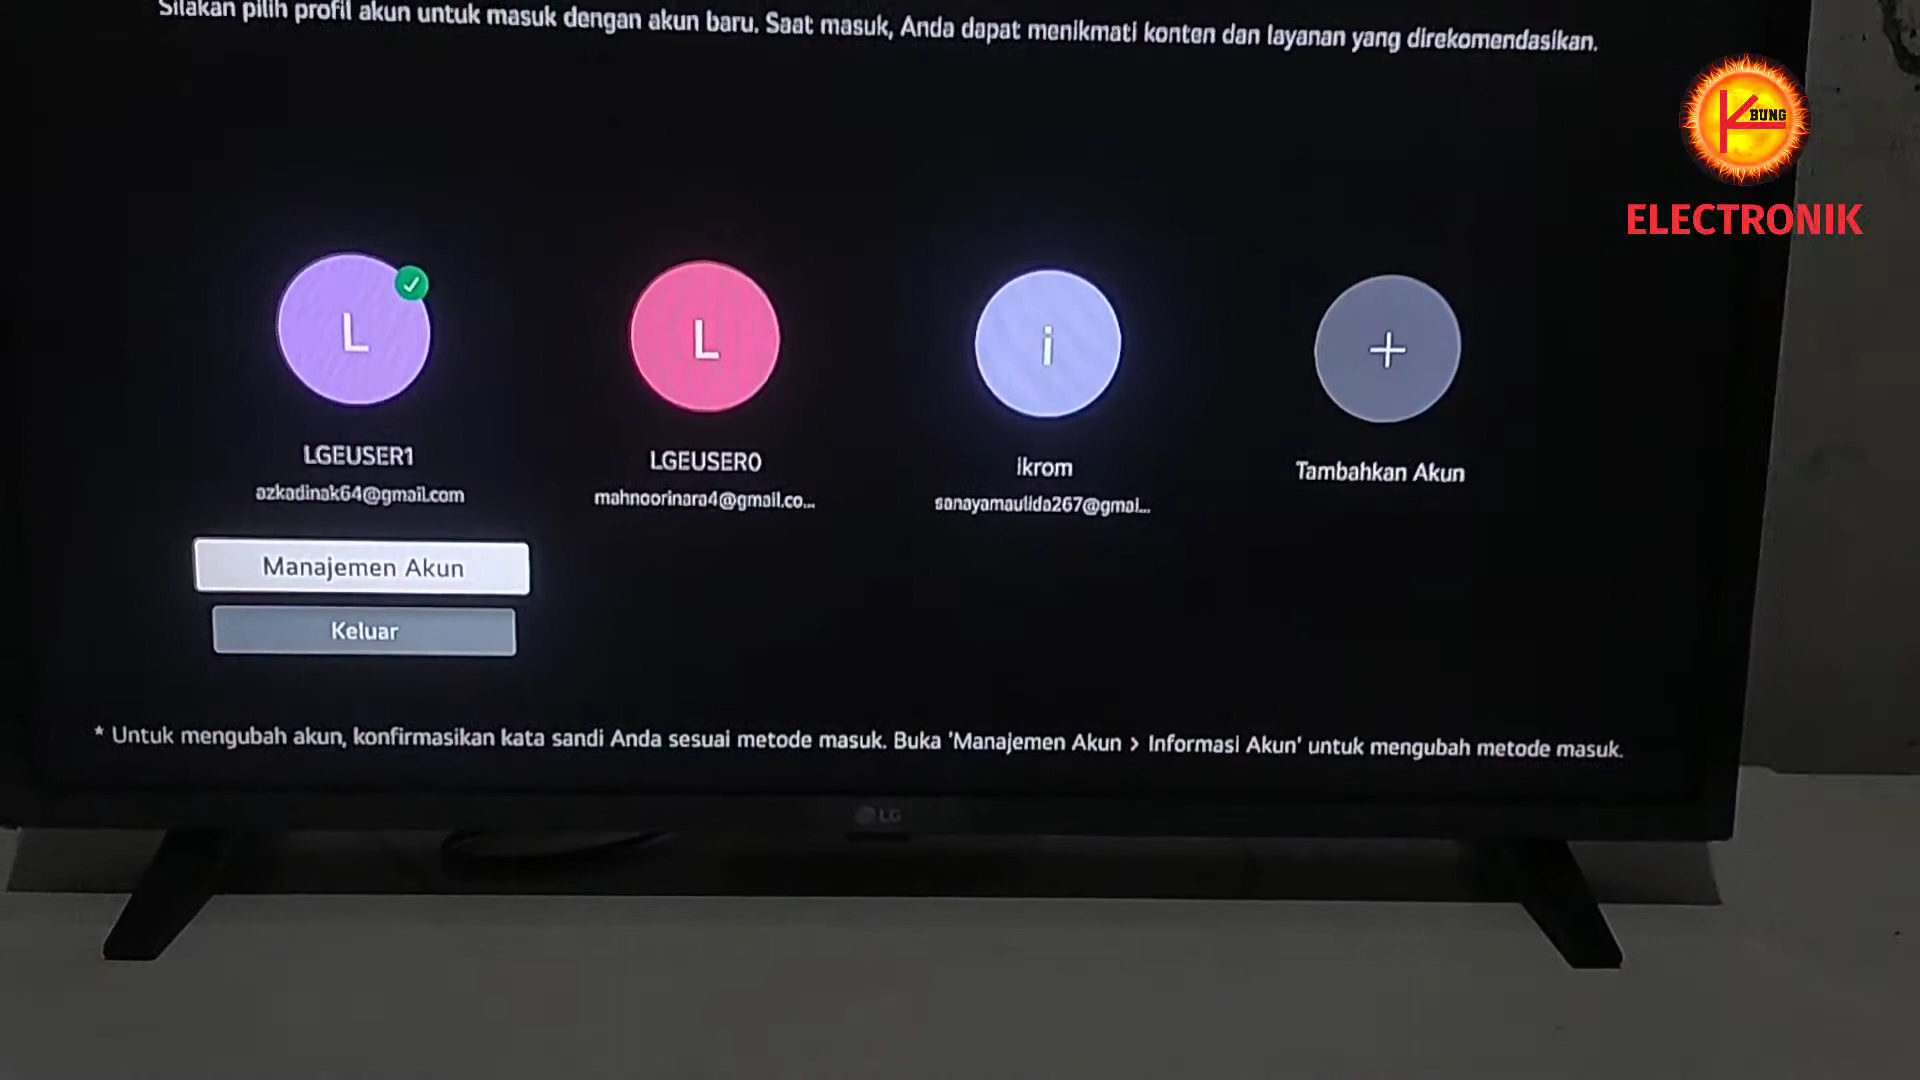 Silakan pilih profil akun untuk masuk dengan akun baru. Saat masuk, Anda dapat menikmati konten dan layanan yang direkomendasikan.
BUNG
ELECTRONIK
L
L
i
+
LGEUSER1
LGEUSER0
ikrom
Tambahkan Akun
azkadinak64@gmail.com
mahnoorinara4@gmail.co...
sanayamaulida267@gmai...
Manajemen Akun
Keluar
* Untuk mengubah akun, konfirmasikan kata sandi Anda sesuai metode masuk. Buka 'Manajemen Akun > Informasi Akun' untuk mengubah metode masuk.
LG